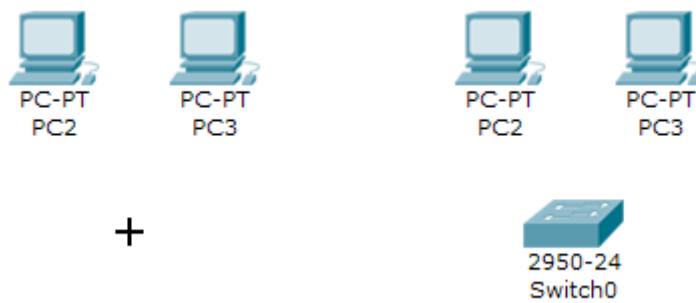 PC-PT
PC2
PC-PT
PC3
PC-PT
PC2
PC-PT
PC3
2950-24
Switch0